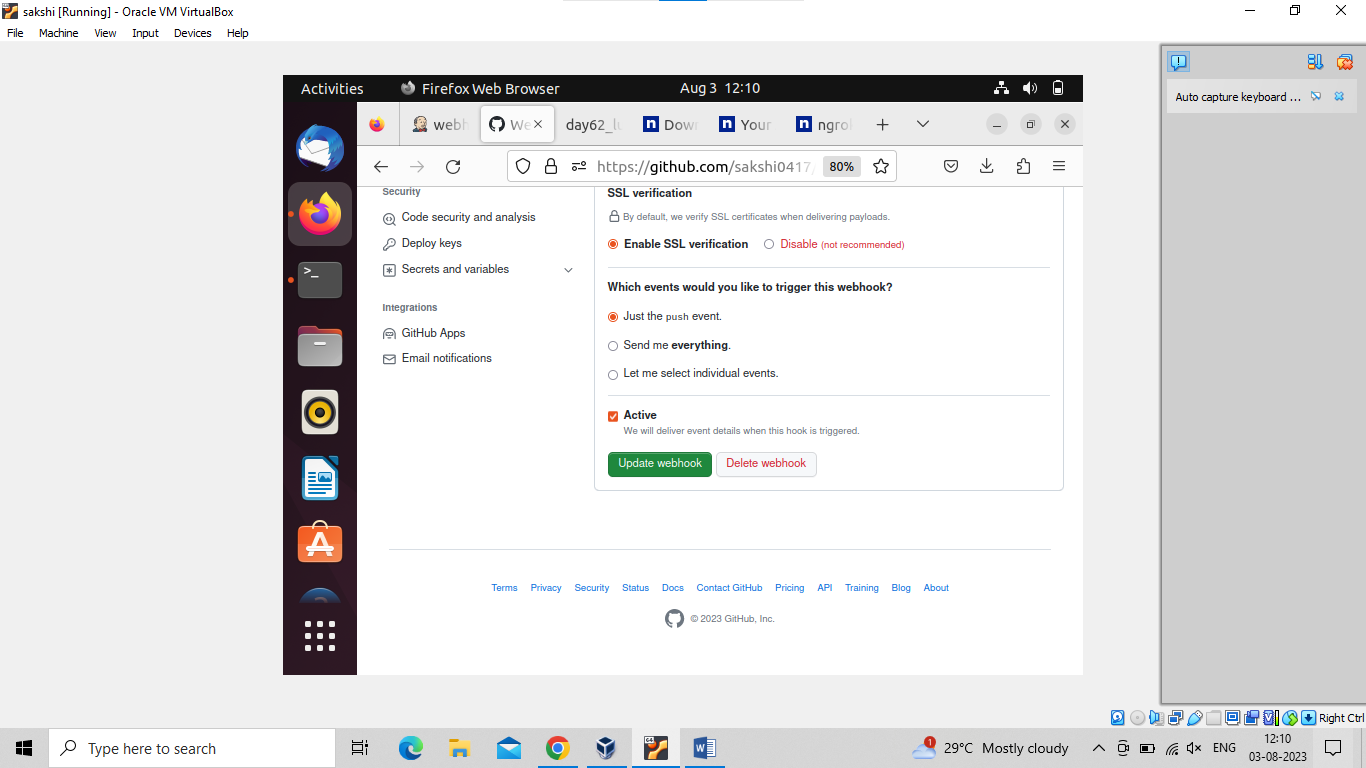 sakshi [Running] - Oracle VM VirtualBox
File Machine View Input Devices Help
Auto capture keyboard ...
Activities Firefox Web Browser Aug 3 12:10
webh We day62_lu Down Your ngrol
https://github.com/sakshi0417/ 80%
Security
Code security and analysis
Deploy keys
Secrets and variables
Integrations
GitHub Apps
Email notifications
SSL verification
By default, we verify SSL certificates when delivering payloads.
Enable SSL verification Disable (not recommended)
Which events would you like to trigger this webhook?
Just the push event.
Send me everything.
Let me select individual events.
Active
We will deliver event details when this hook is triggered.
Update webhook Delete webhook
Terms Privacy Security Status Docs Contact GitHub Pricing API Training Blog About
© 2023 GitHub, Inc.
Right Ctrl
Type here to search
1 29°C Mostly cloudy ENG 12:10
03-08-2023